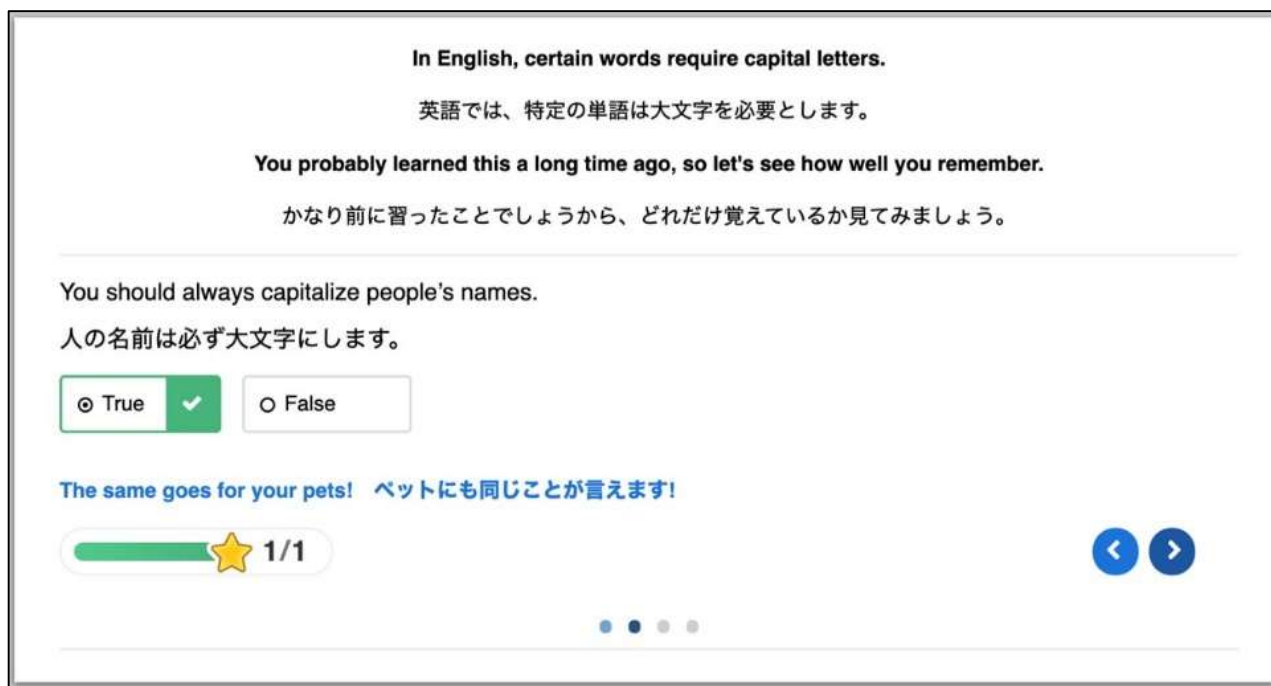 In English, certain words require capital letters.
英語では、特定の単語は大文字を必要とします。
You probably learned this a long time ago, so let's see how well you remember.
かなり前に習ったことでしょうから、どれだけ覚えているか見てみましょう。
You should always capitalize people’s names.
人の名前は必ず大文字にします。
True False
The same goes for your pets! ペットにも同じことが言えます!
1/1